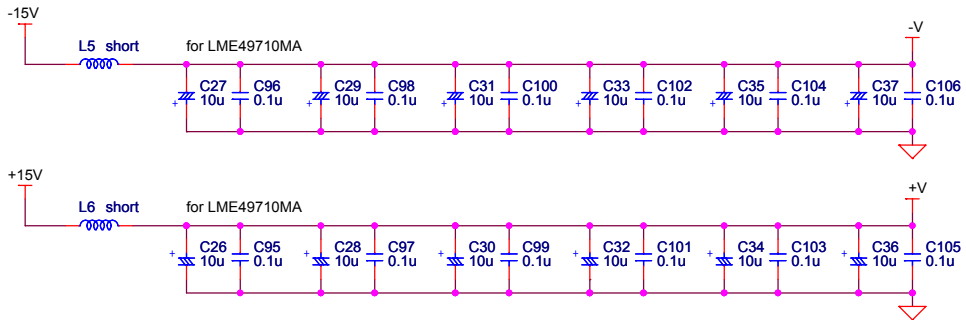 -15V
-V
L5 short
for LME49710MA
C27 C96 C29 C98 C31 C100 C33 C102 C35 C104 C37 C106
+ 10u 0.1u + 10u 0.1u + 10u 0.1u + 10u 0.1u + 10u 0.1u + 10u 0.1u
+15V
+V
L6 short
for LME49710MA
C26 C95 C28 C97 C30 C99 C32 C101 C34 C103 C36 C105
+ 10u 0.1u + 10u 0.1u + 10u 0.1u + 10u 0.1u + 10u 0.1u + 10u 0.1u